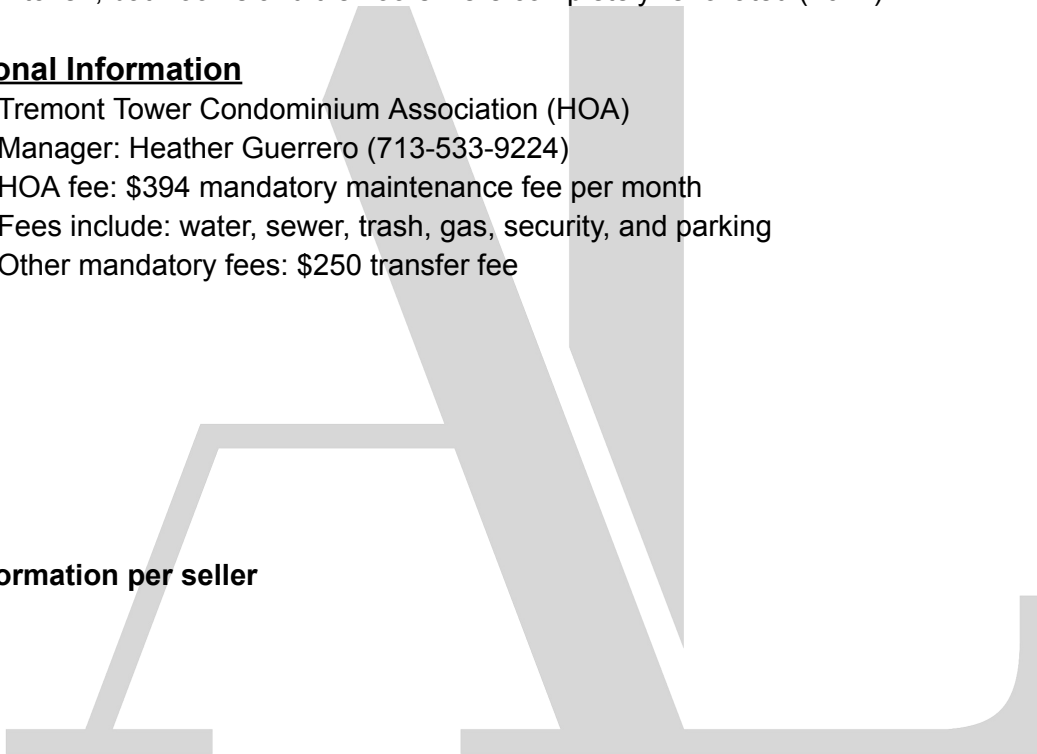 onal Information
Tremont Tower Condominium Association (HOA)
Manager: Heather Guerrero (713-533-9224)
HOA fee: $394 mandatory maintenance fee per month
Fees include: water, sewer, trash, gas, security, and parking
Other mandatory fees: $250 transfer fee
ormation per seller
AL